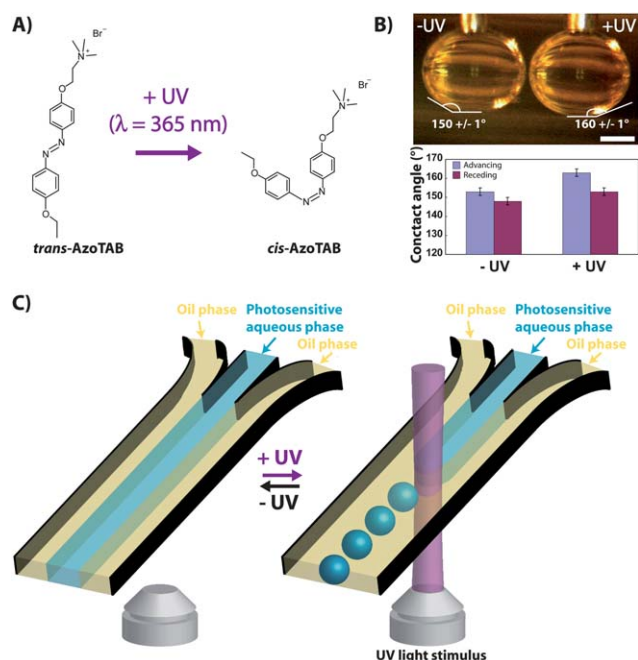 A)
Br⁻
N⁺
O
N
N
O
trans-AzoTAB
+ UV
(λ = 365 nm)
Br⁻
N⁺
O
O
N=N
cis-AzoTAB
B)
-UV
+UV
150 +/- 1°
160 +/- 1°
Conctact angle (°)
170
160
150
140
130
120
Advancing
Receding
- UV
+ UV
C)
Oil phase
Photosensitive
aqueous phase
Oil phase
+ UV
- UV
Oil phase
Photosensitive
aqueous phase
Oil phase
UV light stimulus